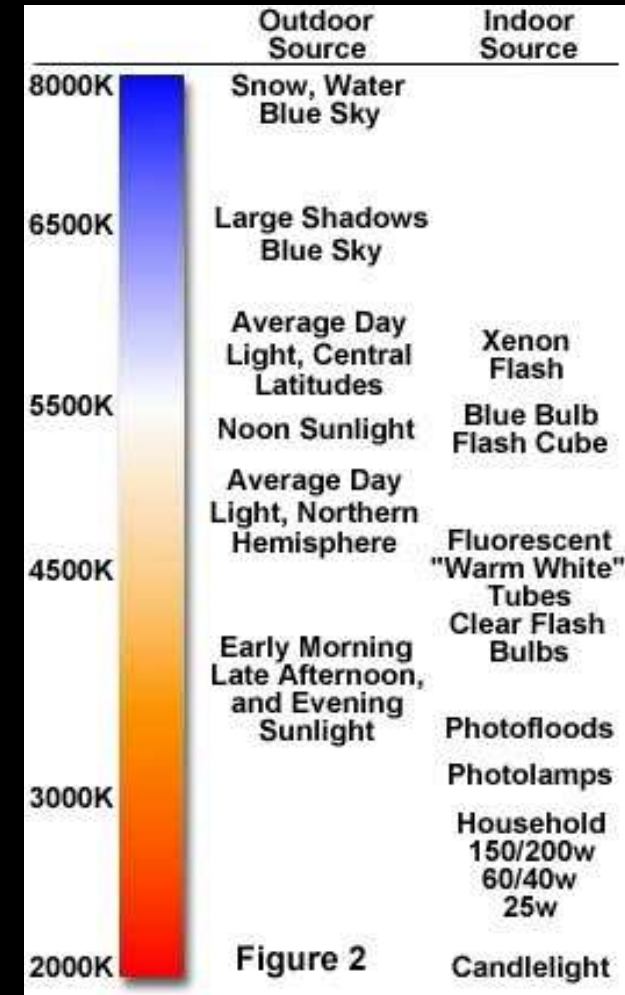 Outdoor
Source
Indoor
Source
8000K
Snow, Water
Blue Sky
6500K
Large Shadows
Blue Sky
Average Day
Light, Central
Latitudes
Xenon
Flash
5500K
Noon Sunlight
Blue Bulb
Flash Cube
Average Day
Light, Northern
Hemisphere
4500K
Fluorescent
"Warm White"
Tubes
Clear Flash
Bulbs
Early Morning
Late Afternoon,
and Evening
Sunlight
Photofloods
Photolamps
3000K
Household
150/200w
60/40w
25w
2000K
Figure 2
Candlelight